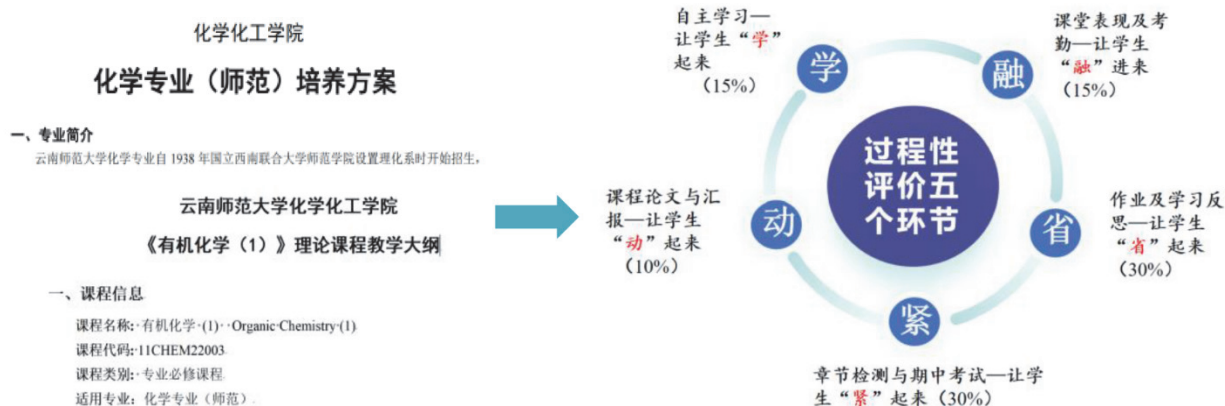 化学化工学院
化学专业（师范）培养方案
一、专业简介
云南师范大学化学专业自 1938 年国立西南联合大学师范学院设置理化系时开始招生，
云南师范大学化学化工学院
《有机化学（1）》理论课程教学大纲
一、课程信息
课程名称:·有机化学·(1)··Organic·Chemistry·(1)
课程代码:·11CHEM22003
课程类别:·专业必修课程
适用专业: 化学专业（师范）
自主学习—
让学生“学”
起来
（15%）
学
课堂表现及考
勤—让学生
“融”进来
（15%）
融
过程性
评价五
个环节
课程论文与汇
报—让学生
“动”起来
（10%）
动
作业及学习反
思—让学生
“省”起来
（30%）
省
紧
章节检测与期中考试—让学
生“紧”起来（30%）